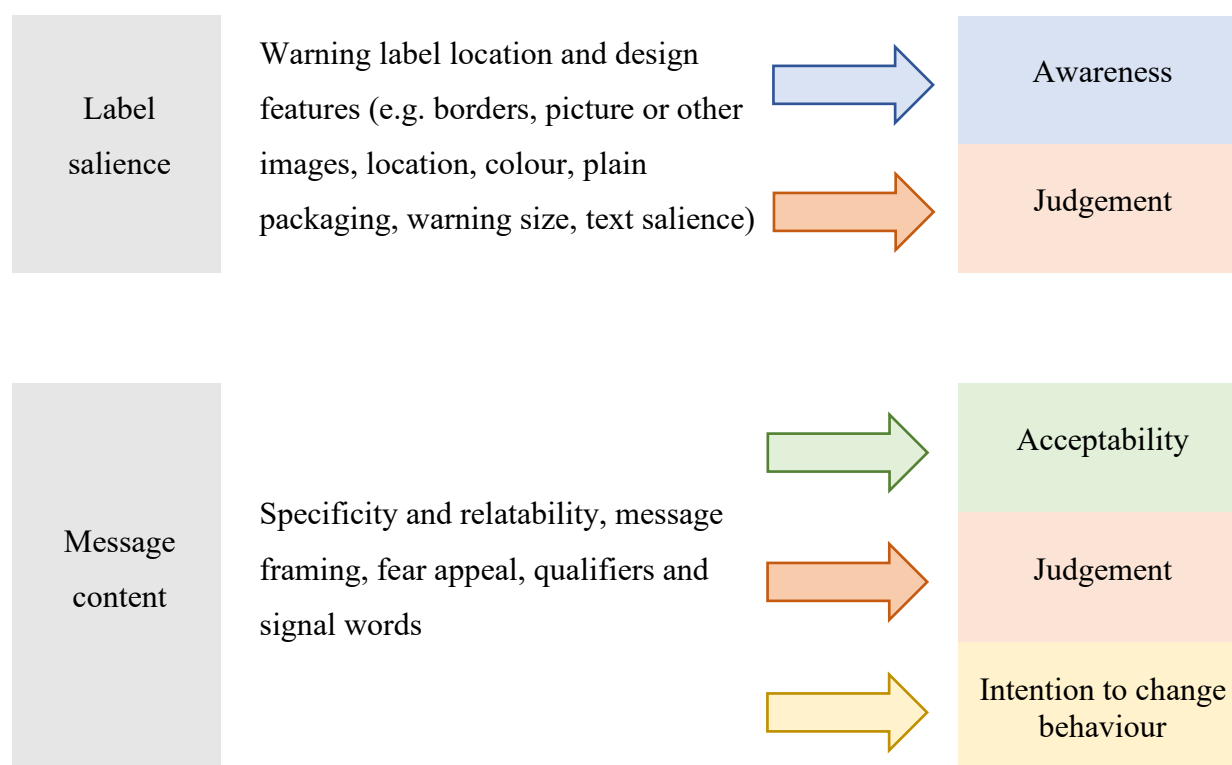 Label
salience
Warning label location and design
features (e.g. borders, picture or other
images, location, colour, plain
packaging, warning size, text salience)
Awareness
Judgement
Message
content
Specificity and relatability, message
framing, fear appeal, qualifiers and
signal words
Acceptability
Judgement
Intention to change
behaviour